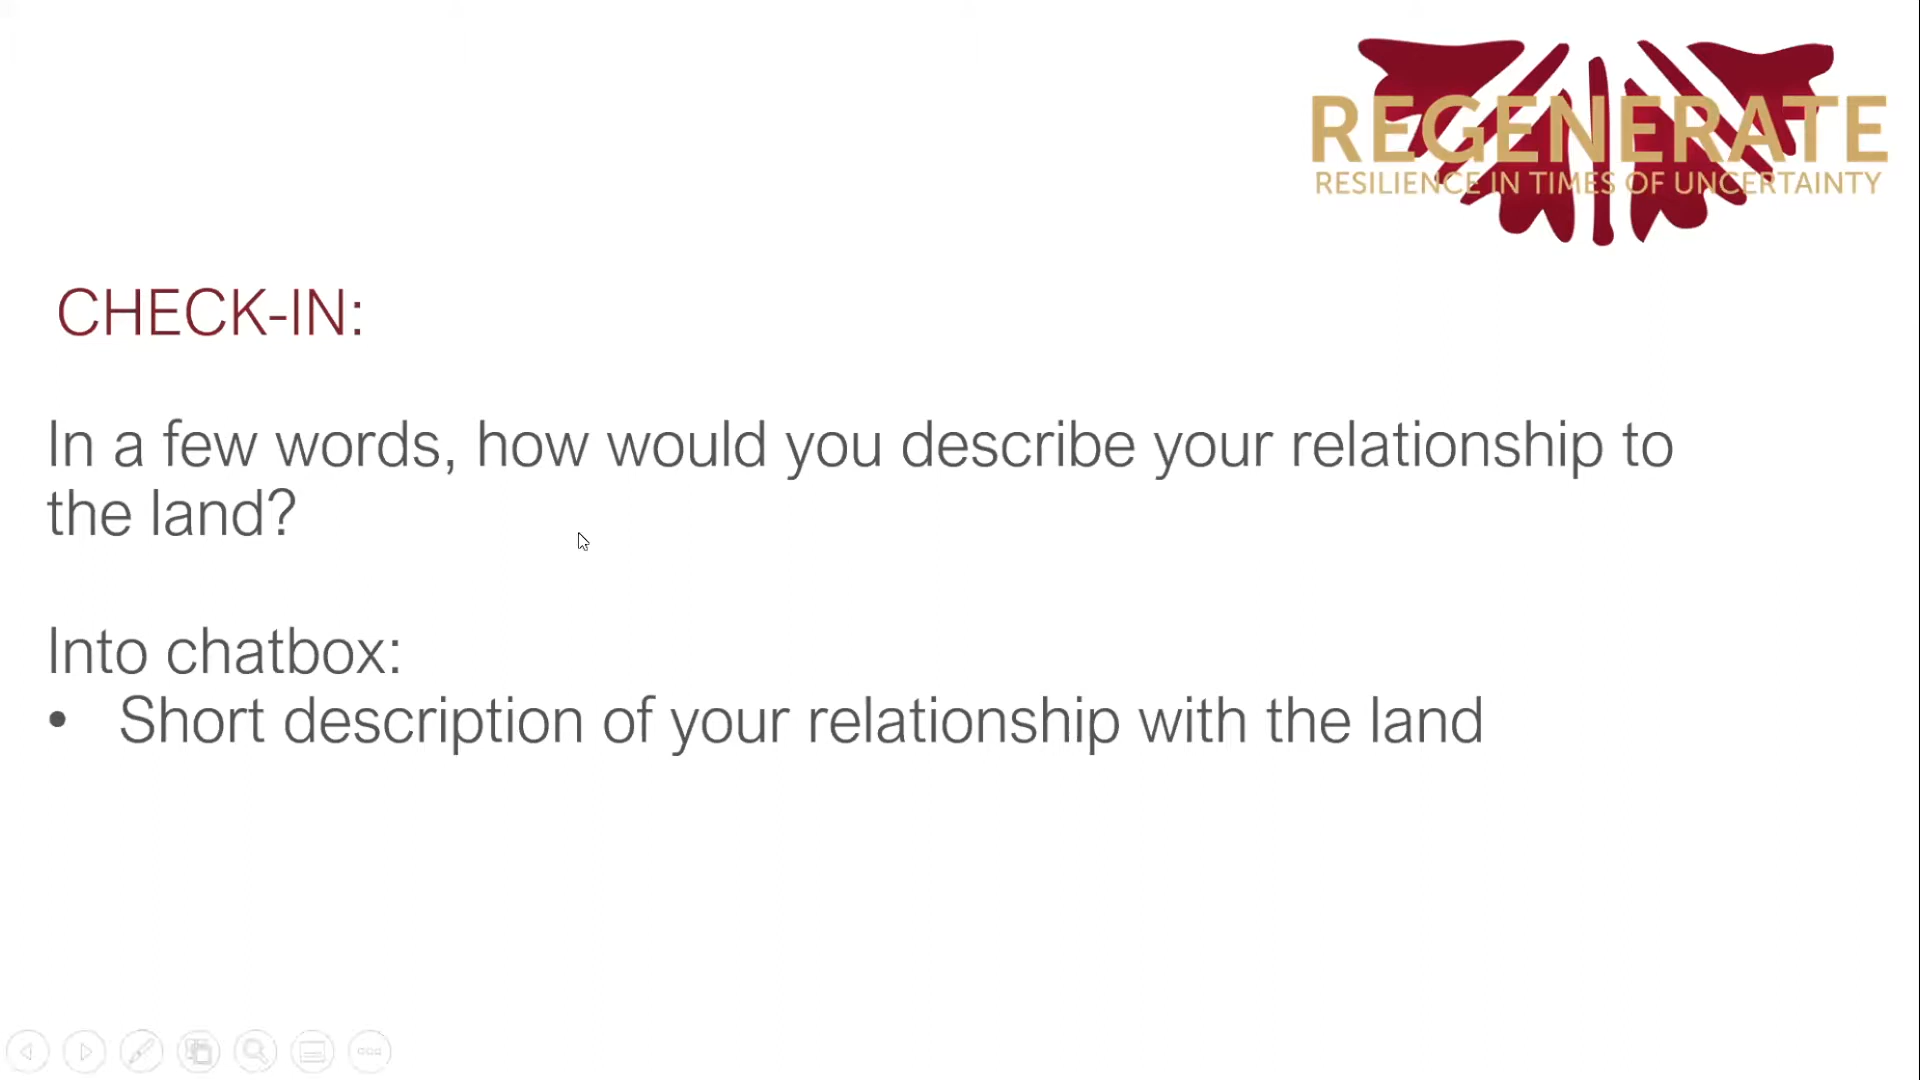 REGENERATE
RESILIENCE IN TIMES OF UNCERTAINTY
CHECK-IN:
In a few words, how would you describe your relationship to
the land?
Into chatbox:
• Short description of your relationship with the land